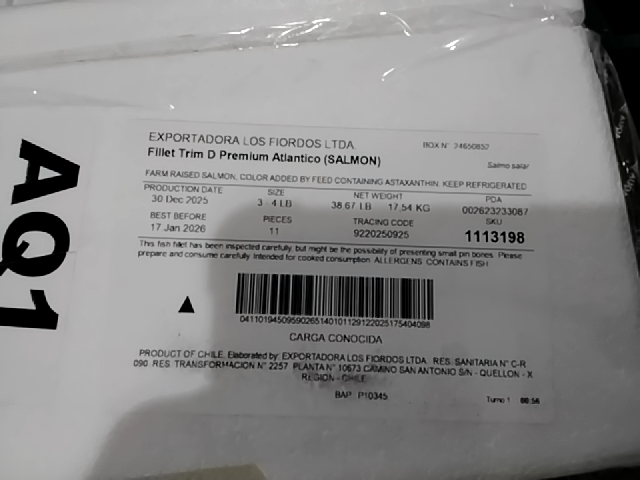 AQ1
EXPORTADORA LOS FIORDOS LTDA.
BOX N° 24650832
Fillet Trim D Premium Atlantico (SALMON)
Salmo salar
FARM RAISED SALMON, COLOR ADDED BY FEED CONTAINING ASTAXANTHIN. KEEP REFRIGERATED
PRODUCTION DATE SIZE NET WEIGHT PDA
30 Dec 2025 3 - 4 LB 38.67 LB 17,54 KG 002623233087
BEST BEFORE PIECES TRACING CODE SKU
17 Jan 2026 11 9220250925 1113198
This fish fillet has been inspected carefully, but might be the possibility of presenting small pin bones. Please
prepare and consume carefully. Intended for cooked consumption. ALLERGENS: CONTAINS FISH
CARGA CONOCIDA
PRODUCT OF CHILE. Elaborated by: EXPORTADORA LOS FIORDOS LTDA. RES. SANITARIA N° C-R
090 RES. TRANSFORMACION N° 2257 PLANTA N° 10673 CAMINO SAN ANTONIO S/N - QUELLON - X
REGION - CHILE
BAP: P10345
Turno 1 00:56